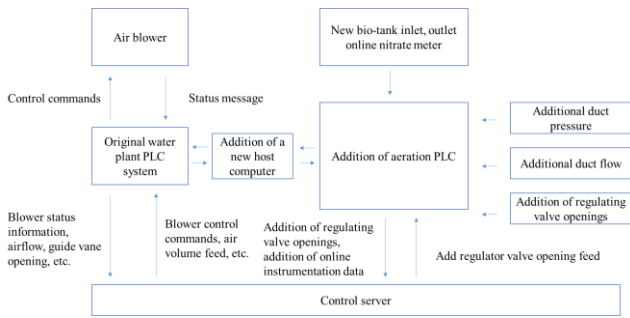 Air blower
New bio-tank inlet, outlet
online nitrate meter
Control commands
Status message
Original water
plant PLC
system
Addition of a
new host
computer
Addition of aeration PLC
Additional duct
pressure
Additional duct flow
Addition of regulating
valve openings
Blower status
information,
airflow, guide vane
opening, etc.
Blower control
commands, air
volume feed, etc.
Addition of regulating
valve openings,
addition of online
instrumentation data
Add regulator valve opening feed
Control server